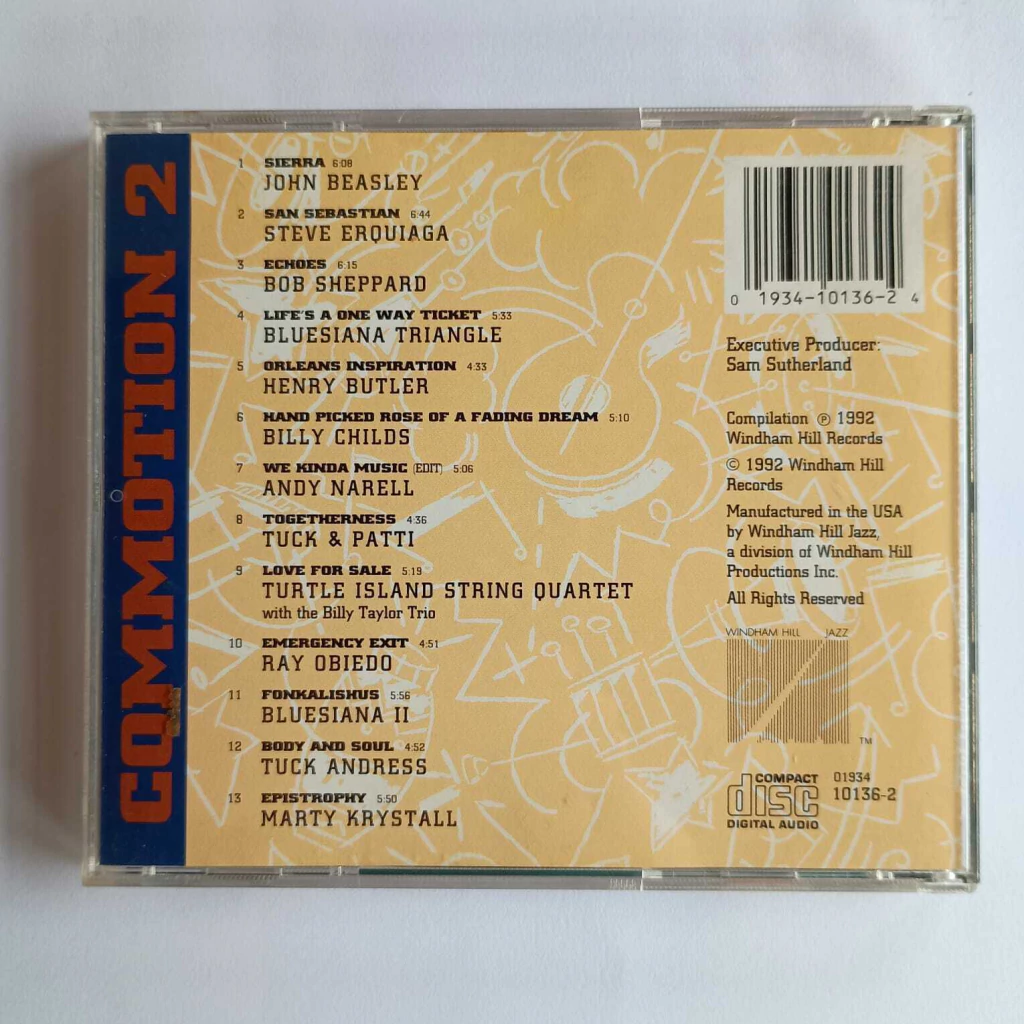 COMMOTION 2
1 SIERRA 6:08
JOHN BEASLEY
2 SAN SEBASTIAN 6:44
STEVE ERQUIAGA
3 ECHOES 6:15
BOB SHEPPARD
4 LIFE'S A ONE WAY TICKET 5:33
BLUESIANA TRIANGLE
5 ORLEANS INSPIRATION 4:33
HENRY BUTLER
6 HAND PICKED ROSE OF A FADING DREAM 5:10
BILLY CHILDS
7 WE KINDA MUSIC (EDIT) 5:06
ANDY NARELL
8 TOGETHERNESS 4:36
TUCK & PATTI
9 LOVE FOR SALE 5:19
TURTLE ISLAND STRING QUARTET
with the Billy Taylor Trio
10 EMERGENCY EXIT 4:51
RAY OBIEDO
11 FONKALISHUS 5:56
BLUESIANA II
12 BODY AND SOUL 4:52
TUCK ANDRESS
13 EPISTROPHY 5:50
MARTY KRYSTALL
0 1934-10136-2 4
Executive Producer:
Sam Sutherland
Compilation ℗ 1992
Windham Hill Records
© 1992 Windham Hill
Records
Manufactured in the USA
by Windham Hill Jazz,
a division of Windham Hill
Productions Inc.
All Rights Reserved
WINDHAM HILL JAZZ
TM
COMPACT
disc
DIGITAL AUDIO
01934
10136-2